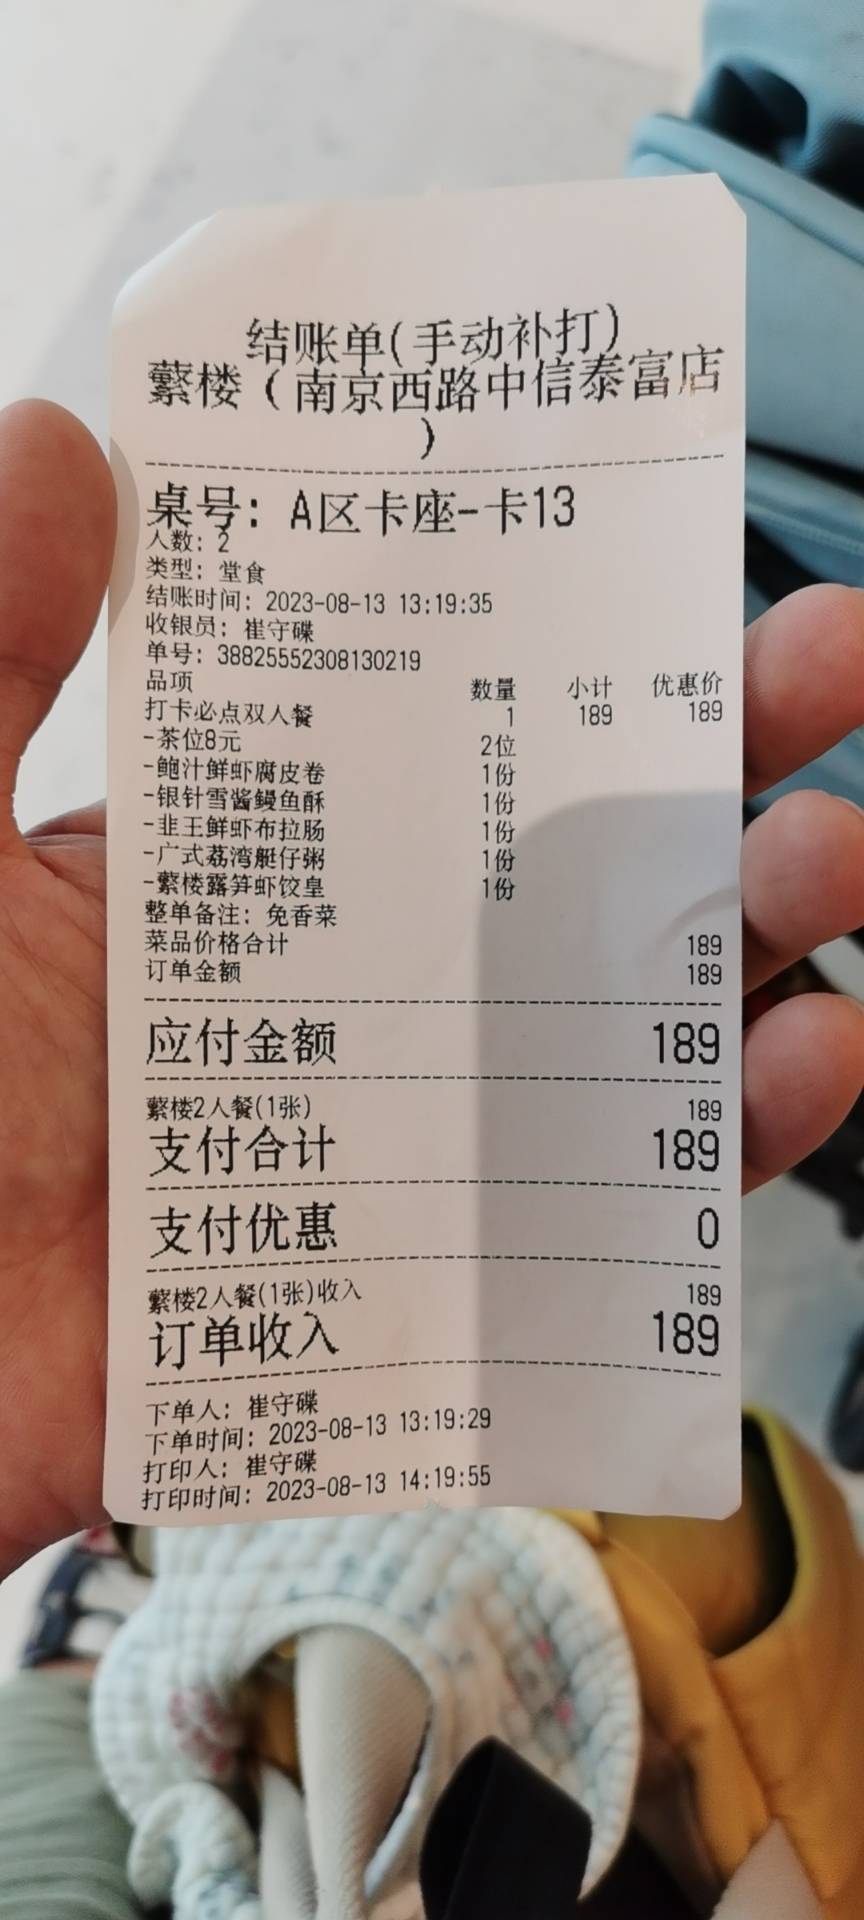 结账单(手动补打)
蘩楼（南京西路中信泰富店
）
桌号: A区卡座-卡13
人数: 2
类型: 堂食
结账时间: 2023-08-13 13:19:35
收银员: 崔守碟
单号: 388255552308130219
品项 数量 小计 优惠价
打卡必点双人餐 1 189 189
-茶位8元 2位
-鲍汁鲜虾腐皮卷 1份
-银针雪酱鳗鱼酥 1份
-韭王鲜虾布拉肠 1份
-广式荔湾艇仔粥 1份
-蘩楼露笋虾饺皇 1份
整单备注: 免香菜
菜品价格合计 189
订单金额 189
应付金额 189
蘩楼2人餐(1张) 189
支付合计 189
支付优惠 0
蘩楼2人餐(1张)收入 189
订单收入 189
下单人: 崔守碟
下单时间: 2023-08-13 13:19:29
打印人: 崔守碟
打印时间: 2023-08-13 14:19:55